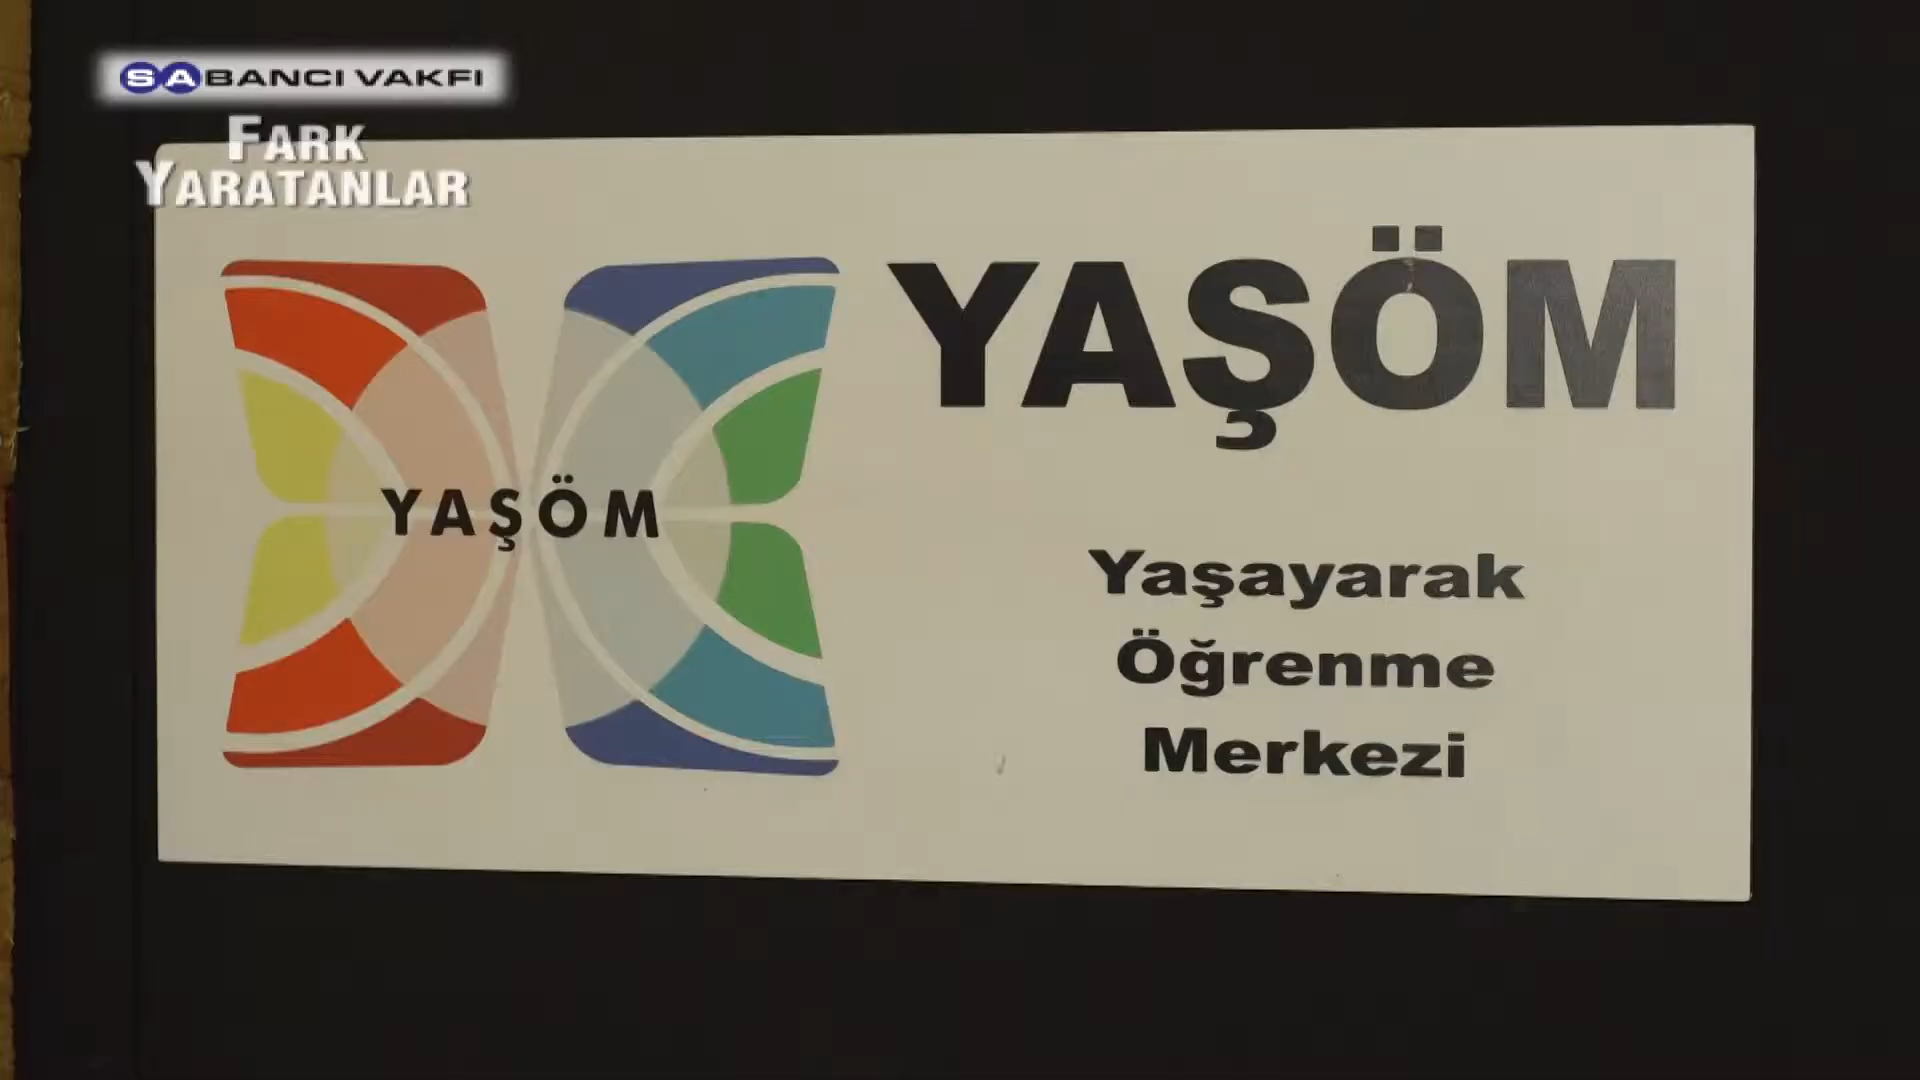 SABANCI VAKFI
FARK
YARATANLAR
YAŞÖM
YAŞÖM
Yaşayarak
Öğrenme
Merkezi